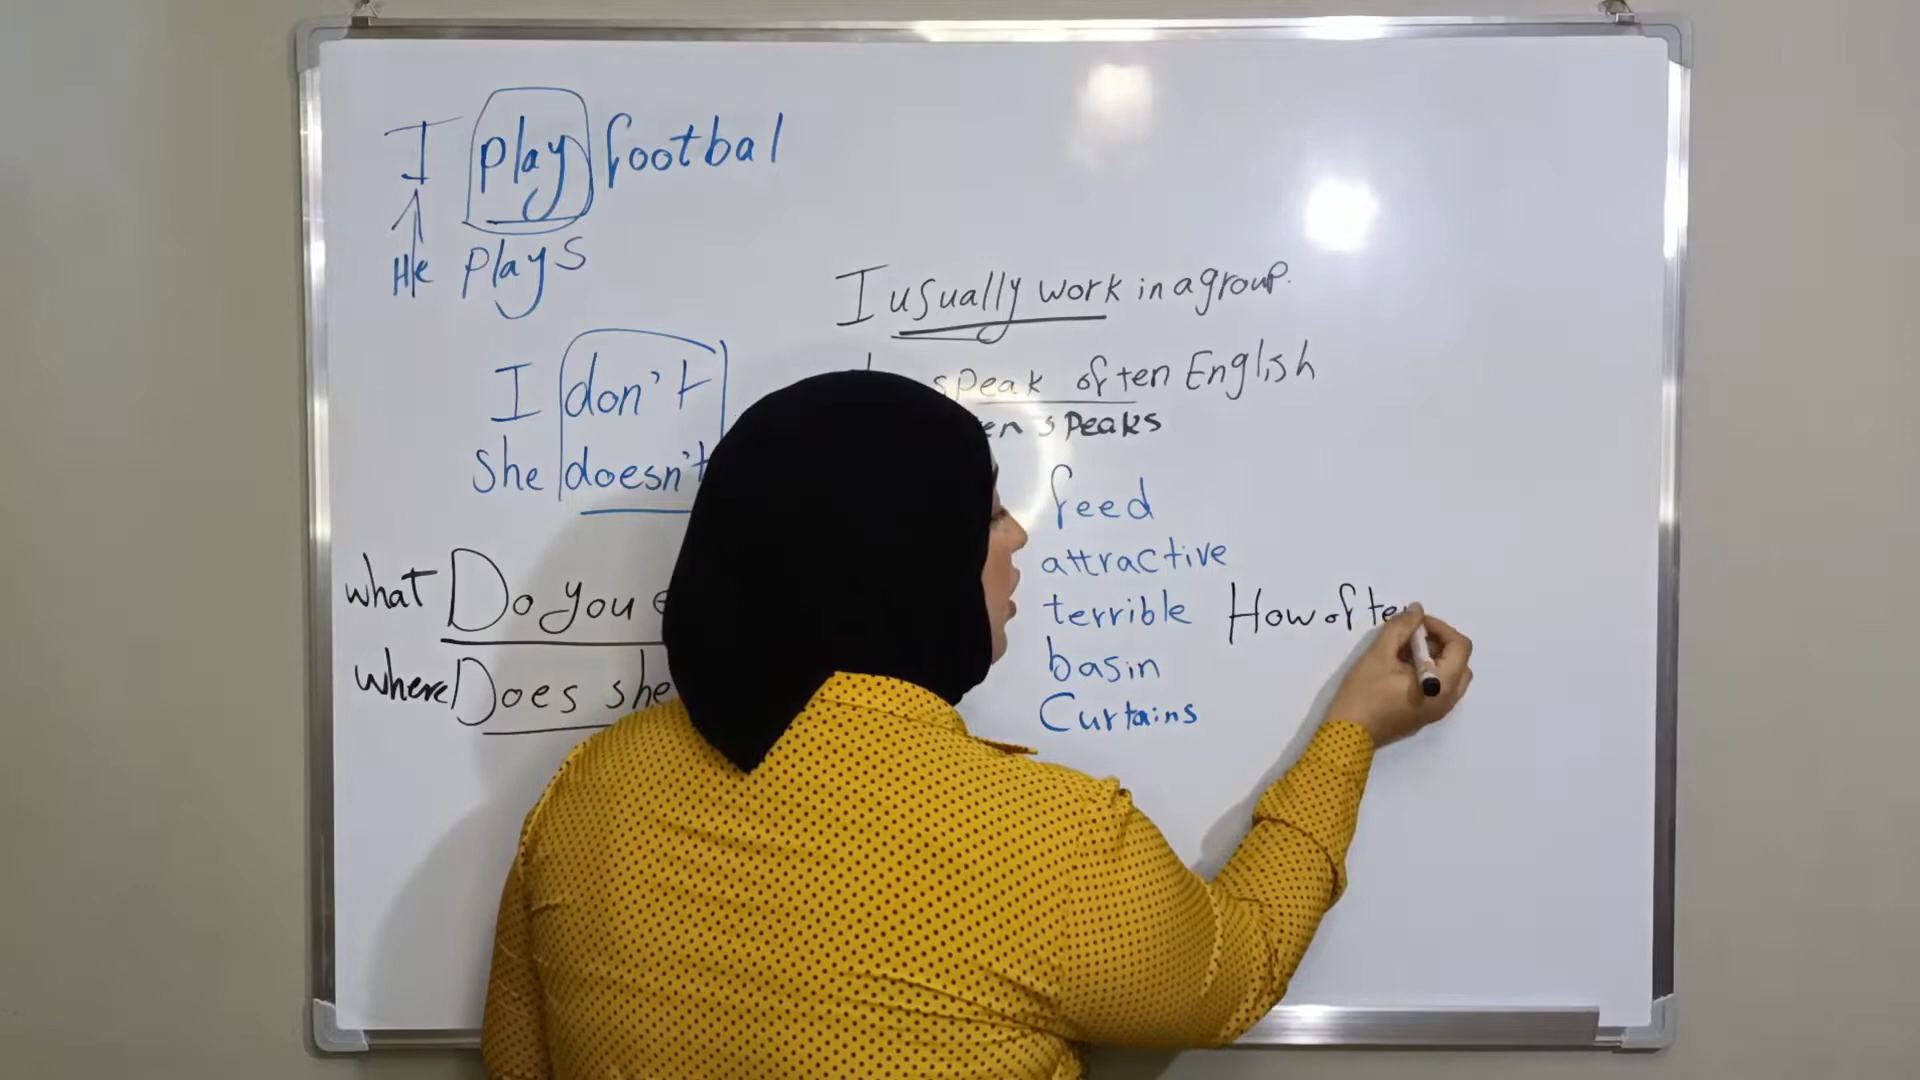 I play footbal
He plays
I don't
she doesn't
what Do you
where Does she
I usually work in a group.
speak often English
speaks
feed
attractive
terrible
basin
Curtains
How often